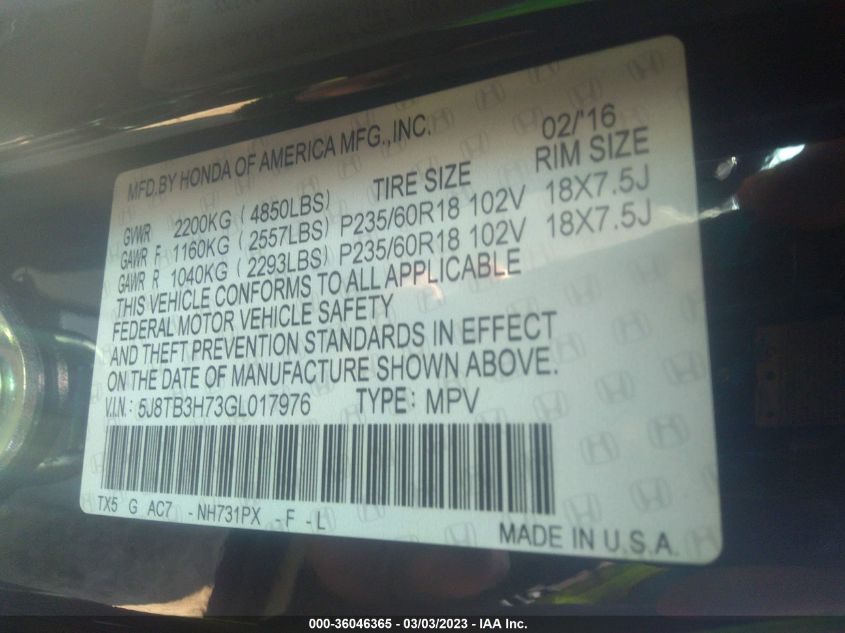 MFD.BY HONDA OF AMERICA MFG.,INC. 02/'16
TIRE SIZE RIM SIZE
GVWR 2200KG ( 4850LBS)
GAWR F 1160KG ( 2557LBS) P235/60R18 102V 18X7.5J
GAWR R 1040KG ( 2293LBS) P235/60R18 102V 18X7.5J
THIS VEHICLE CONFORMS TO ALL APPLICABLE
FEDERAL MOTOR VEHICLE SAFETY
AND THEFT PREVENTION STANDARDS IN EFFECT
ON THE DATE OF MANUFACTURE SHOWN ABOVE.
V.I.N.: 5J8TB3H73GL017976 TYPE: MPV
TX5 G AC7 -NH731PX F -L
MADE IN U.S.A.
000-36046365 - 03/03/2023 - IAA Inc.